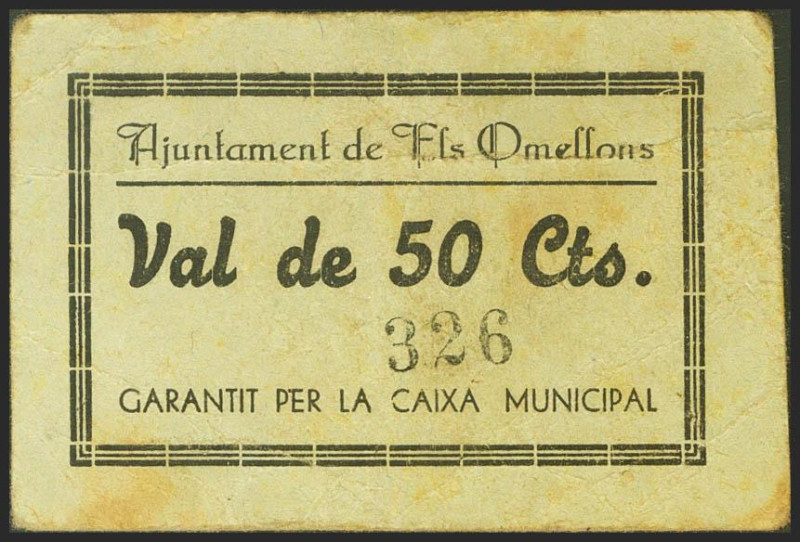 Ajuntament de Els Omellons
Val de 50 Cts.
326
GARANTIT PER LA CAIXA MUNICIPAL